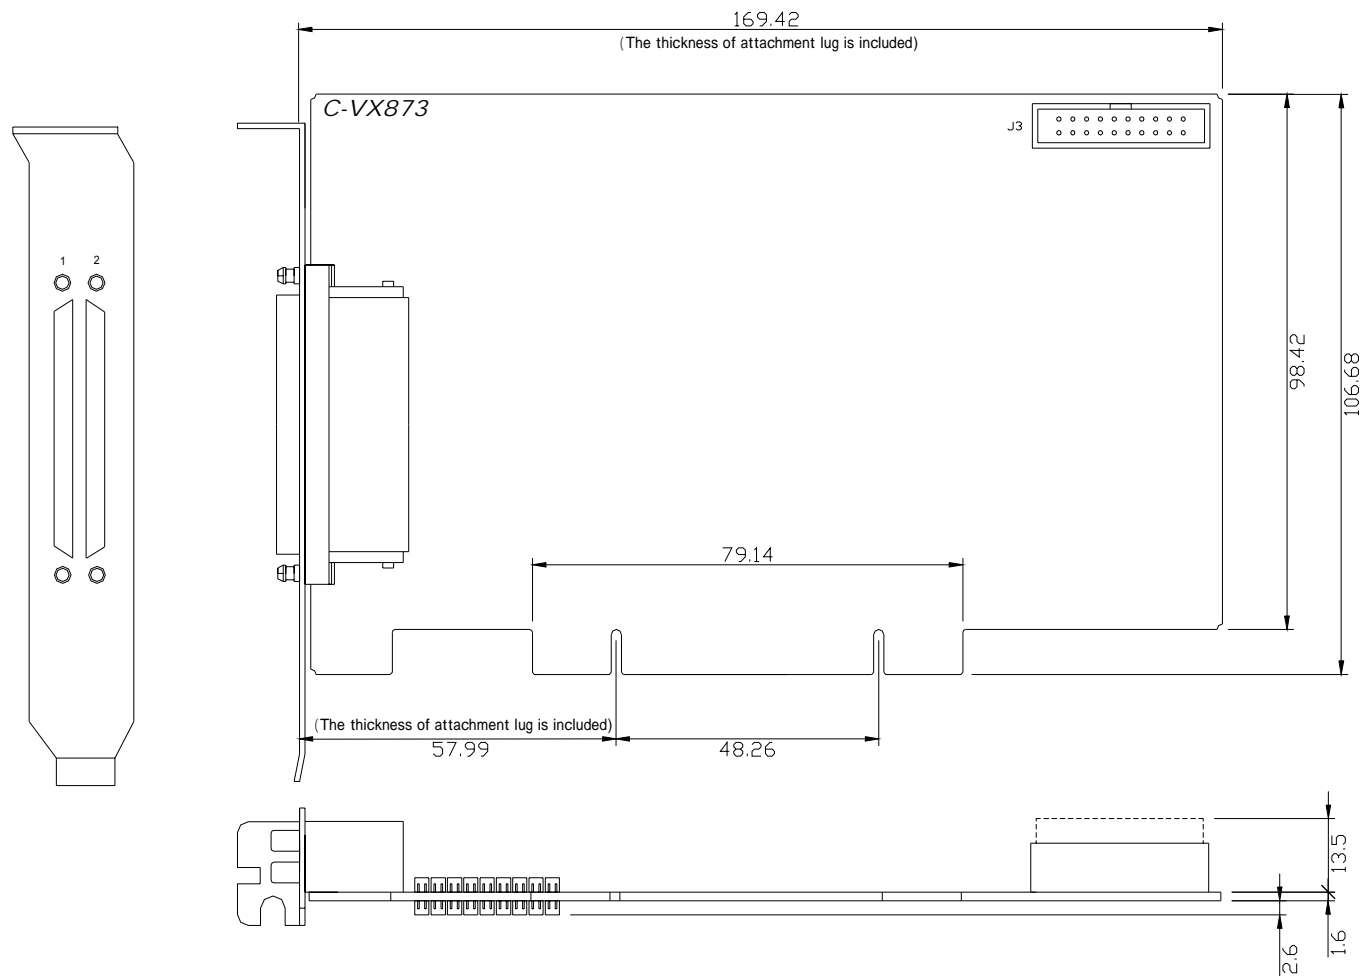 169.42
(The thickness of attachment lug is included)
C-VX873
J3
1 2
98.42
106.68
79.14
(The thickness of attachment lug is included)
57.99
48.26
13.5
1.6
2.6